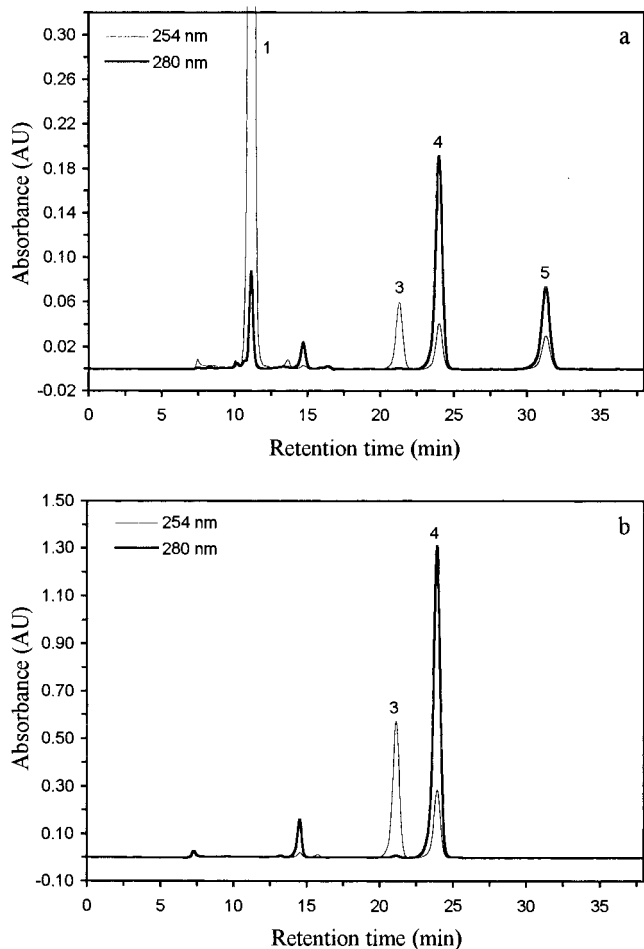 0.32
0.26
0.22
0.18
0.14
0.10
0.06
0.02
-0.02
Absorbance (AU)
254 nm
280 nm
a
1
3
4
5
0 5 10 15 20 25 30 35
Retention time (min)
1.50
1.30
1.10
0.90
0.70
0.50
0.30
0.10
-0.10
Absorbance (AU)
254 nm
280 nm
b
3
4
0 5 10 15 20 25 30 35
Retention time (min)